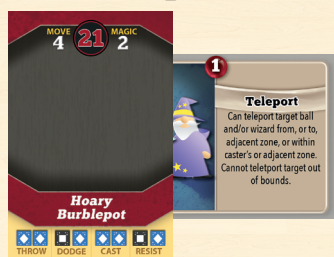 MOVE 21 MAGIC
4 2
Hoary
Burblepot
THROW DODGE CAST RESIST
1
Teleport
Can teleport target ball
and/or wizard from, or to,
adjacent zone, or within
caster's or adjacent zone.
Cannot teletport target out
of bounds.